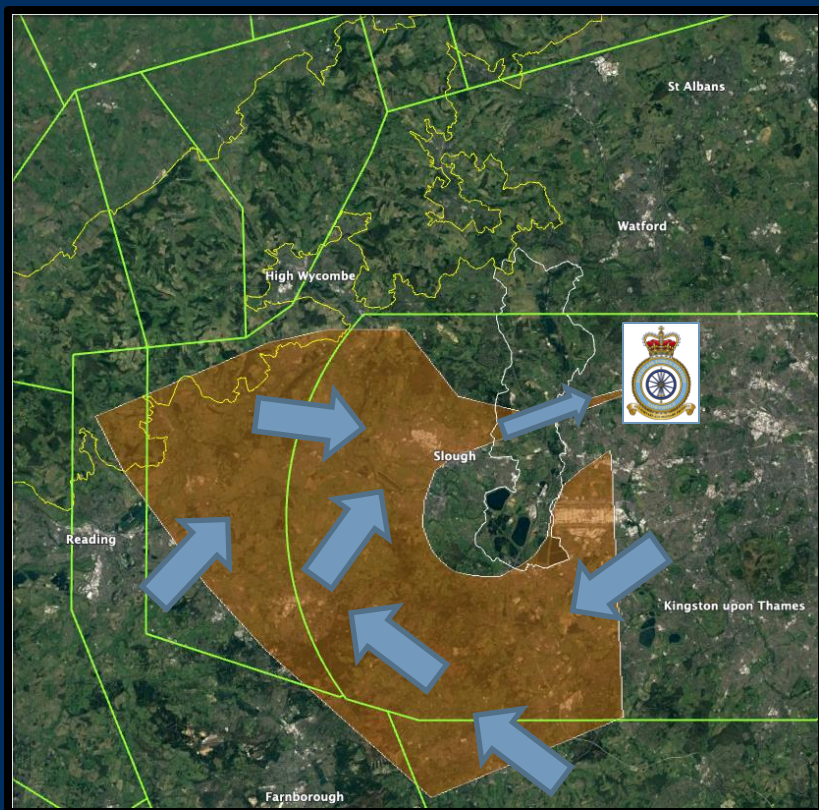 St Albans
Watford
High Wycombe
Slough
Reading
Kingston upon Thames
Farnborough